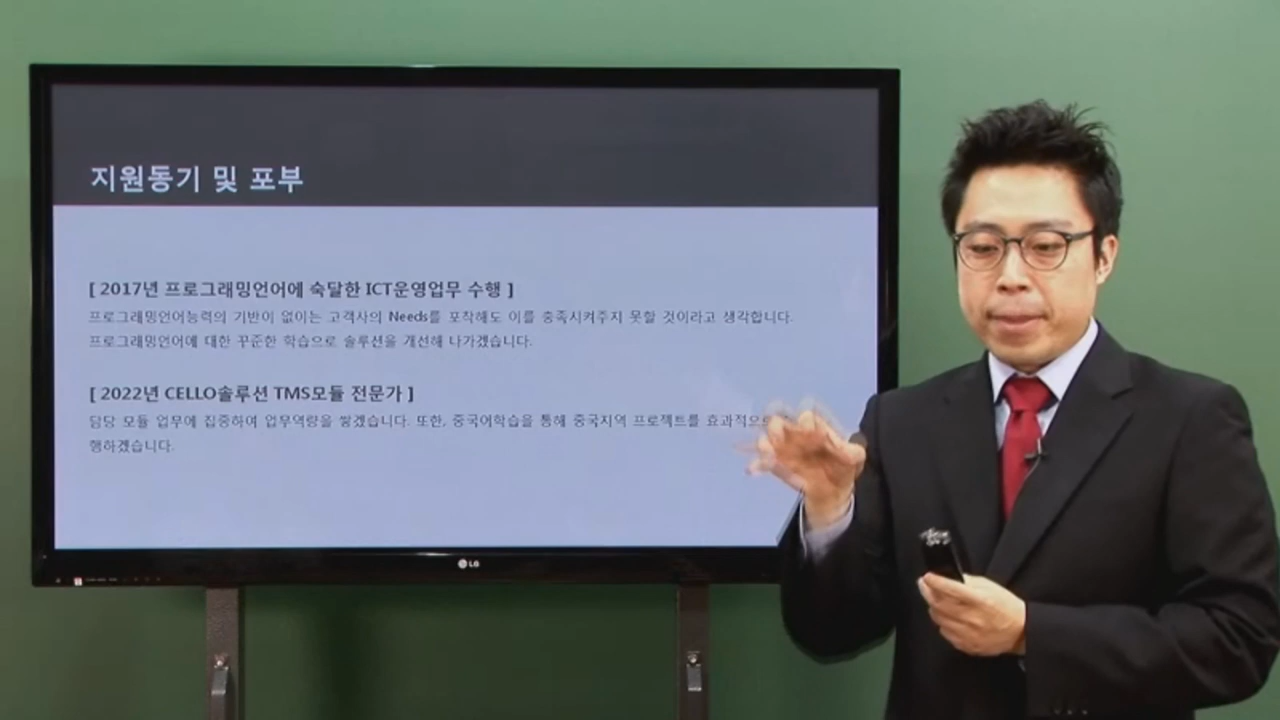 지원동기 및 포부
[ 2017년 프로그래밍언어에 숙달한 ICT운영업무 수행 ]
프로그래밍언어능력의 기반이 없이는 고객사의 Needs를 포착해도 이를 충족시켜주지 못할 것이라고 생각합니다.
프로그래밍언어에 대한 꾸준한 학습으로 솔루션을 개선해 나가겠습니다.
[ 2022년 CELLO솔루션 TMS모듈 전문가 ]
담당 모듈 업무에 집중하여 업무역량을 쌓겠습니다. 또한, 중국어학습을 통해 중국지역 프로젝트를 효과적으로
행하겠습니다.
LG